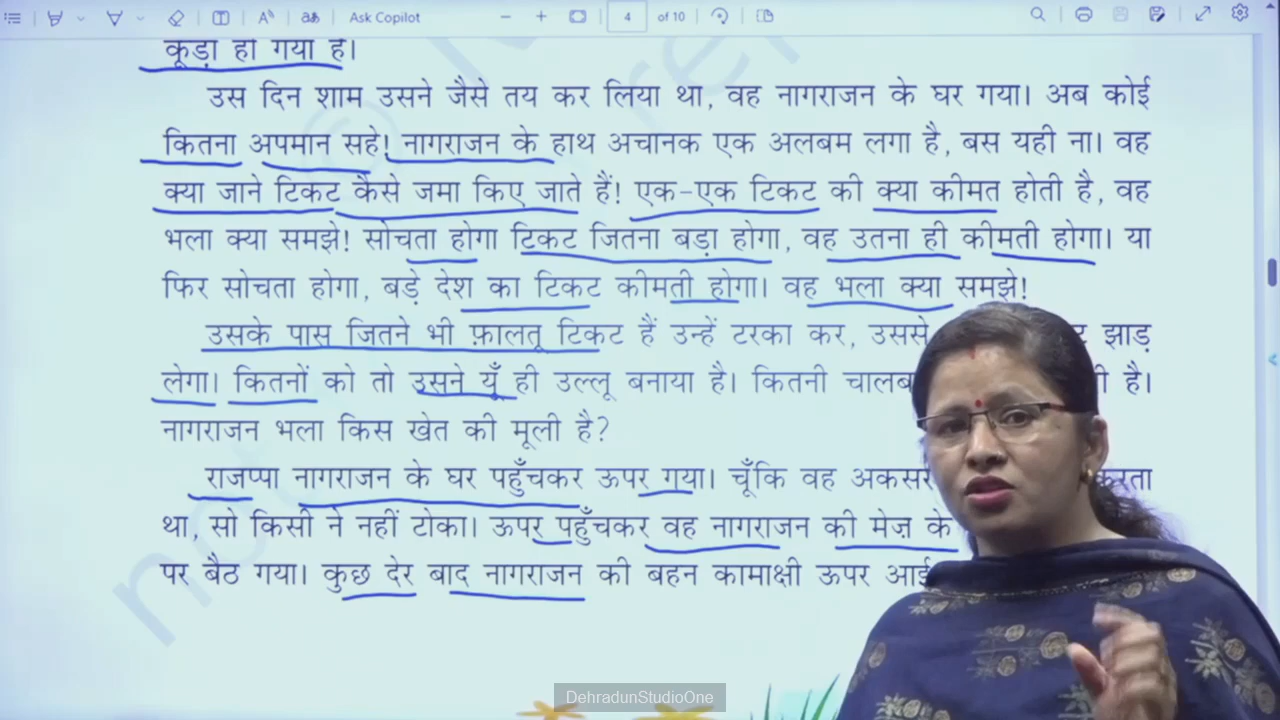 Ask Copilot
4 of 10
कूड़ा हो गया है।
उस दिन शाम उसने जैसे तय कर लिया था, वह नागराजन के घर गया। अब कोई
कितना अपमान सहे! नागराजन के हाथ अचानक एक अलबम लगा है, बस यही ना। वह
क्या जाने टिकट कैसे जमा किए जाते हैं! एक-एक टिकट की क्या कीमत होती है, वह
भला क्या समझे! सोचता होगा टिकट जितना बड़ा होगा, वह उतना ही कीमती होगा। या
फिर सोचता होगा, बड़े देश का टिकट कीमती होगा। वह भला क्या समझे!
उसके पास जितने भी फ़ालतू टिकट हैं उन्हें टरका कर, उससे झाड़
लेगा। कितनों को तो उसने यूँ ही उल्लू बनाया है। कितनी है।
नागराजन भला किस खेत की मूली है?
राजप्पा नागराजन के घर पहुँचकर ऊपर गया। चूँकि वह अकसर
था, सो किसी ने नहीं टोका। ऊपर पहुँचकर वह नागराजन की मेज़ के
पर बैठ गया। कुछ देर बाद नागराजन की बहन कामाक्षी ऊपर आई
DehradunStudioOne